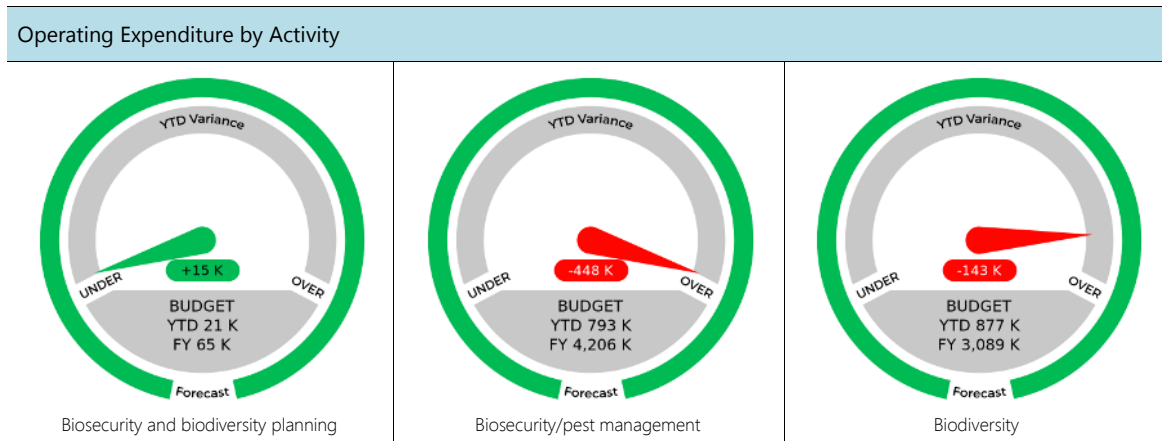 Operating Expenditure by Activity
YTD Variance
+15 K
UNDER
OVER
BUDGET
YTD 21 K
FY 65 K
Forecast
Biosecurity and biodiversity planning
YTD Variance
-448 K
UNDER
OVER
BUDGET
YTD 793 K
FY 4,206 K
Forecast
Biosecurity/pest management
YTD Variance
-143 K
UNDER
OVER
BUDGET
YTD 877 K
FY 3,089 K
Forecast
Biodiversity